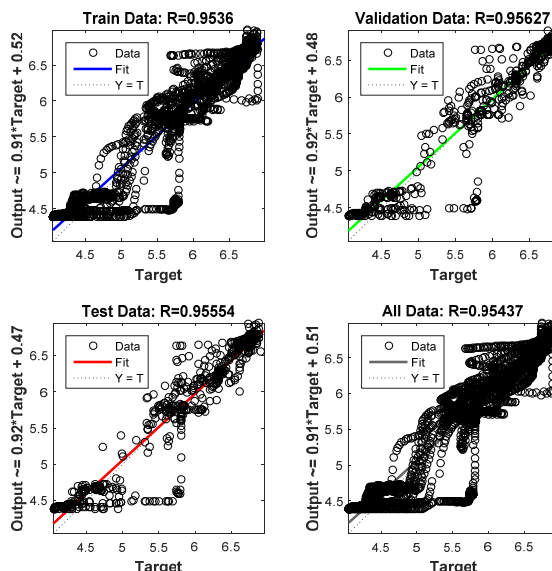 Train Data: R=0.9536
Output ~= 0.91*Target + 0.52
6.5
6
5.5
5
4.5
Data
Fit
Y = T
4.5 5 5.5 6 6.5
Target
Validation Data: R=0.95627
Output ~= 0.92*Target + 0.48
6.5
6
5.5
5
4.5
Data
Fit
Y = T
4.5 5 5.5 6 6.5
Target
Test Data: R=0.95554
Output ~= 0.92*Target + 0.47
6.5
6
5.5
5
4.5
Data
Fit
Y = T
4.5 5 5.5 6 6.5
Target
All Data: R=0.95437
Output ~= 0.91*Target + 0.51
6.5
6
5.5
5
4.5
Data
Fit
Y = T
4.5 5 5.5 6 6.5
Target